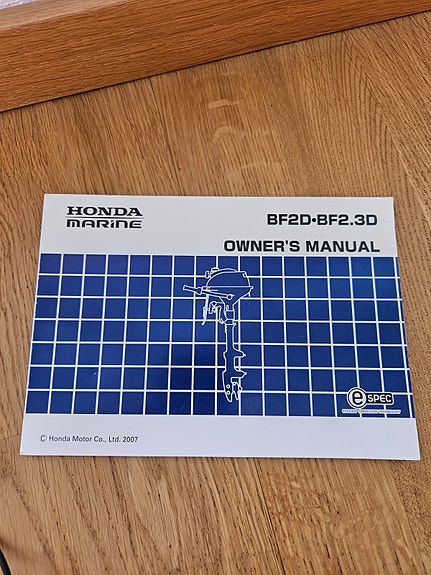 HONDA
marine
BF2D•BF2.3D
OWNER'S MANUAL
e SPEC
© Honda Motor Co., Ltd. 2007